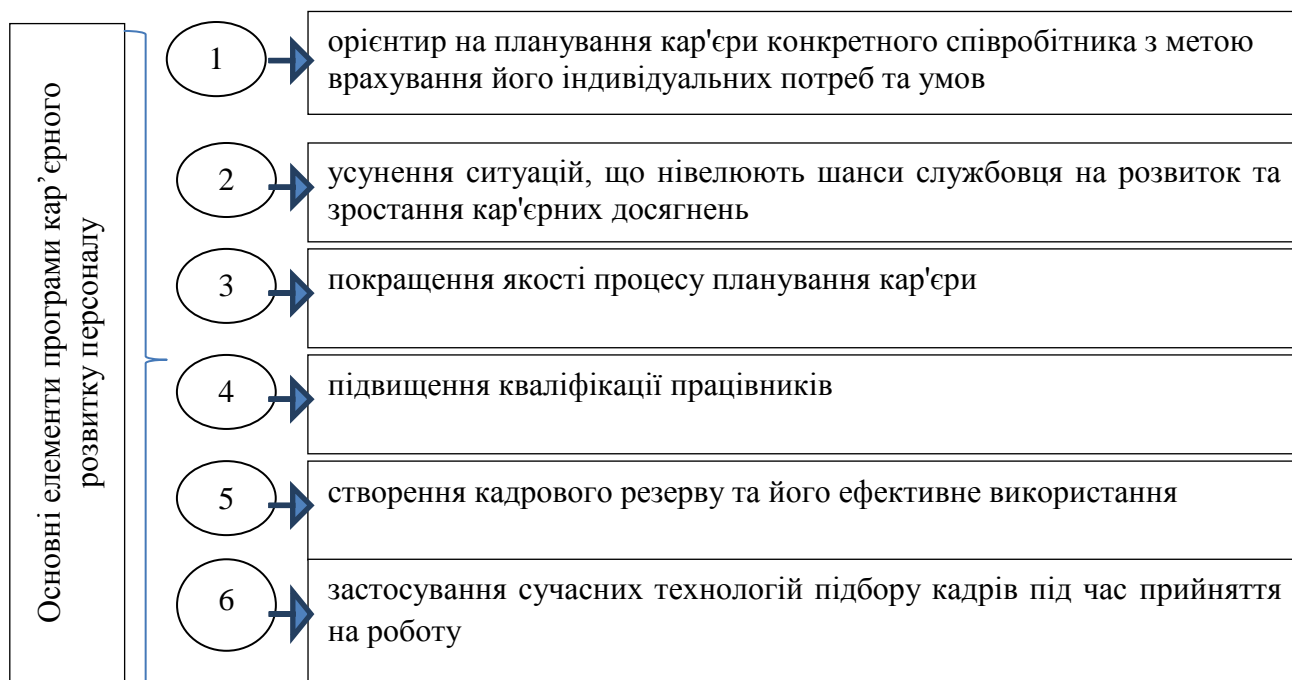 Основні елементи програми кар’єрного
розвитку персоналу
1
орієнтир на планування кар'єри конкретного співробітника з метою
врахування його індивідуальних потреб та умов
2
усунення ситуацій, що нівелюють шанси службовця на розвиток та
зростання кар'єрних досягнень
3
покращення якості процесу планування кар'єри
4
підвищення кваліфікації працівників
5
створення кадрового резерву та його ефективне використання
6
застосування сучасних технологій підбору кадрів під час прийняття
на роботу